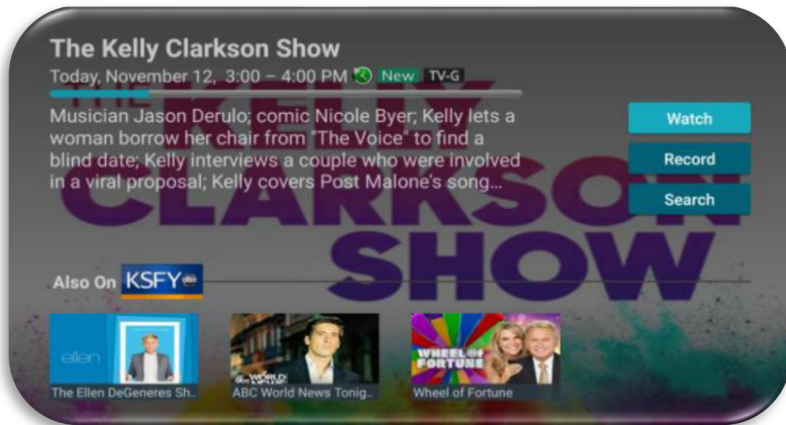 The Kelly Clarkson Show
Today, November 12, 3:00 – 4:00 PM New TV-G
Musician Jason Derulo; comic Nicole Byer; Kelly lets a
woman borrow her chair from "The Voice" to find a
blind date; Kelly interviews a couple who were involved
in a viral proposal; Kelly covers Post Malone's song...
Watch
Record
Search
THE
KELLY
CLARKSON
SHOW
Also On KSFY abc
ellen
abc WORLD
NEWS
WHEEL OF
FORTUNE
The Ellen DeGeneres Sh..
ABC World News Tonig..
Wheel of Fortune